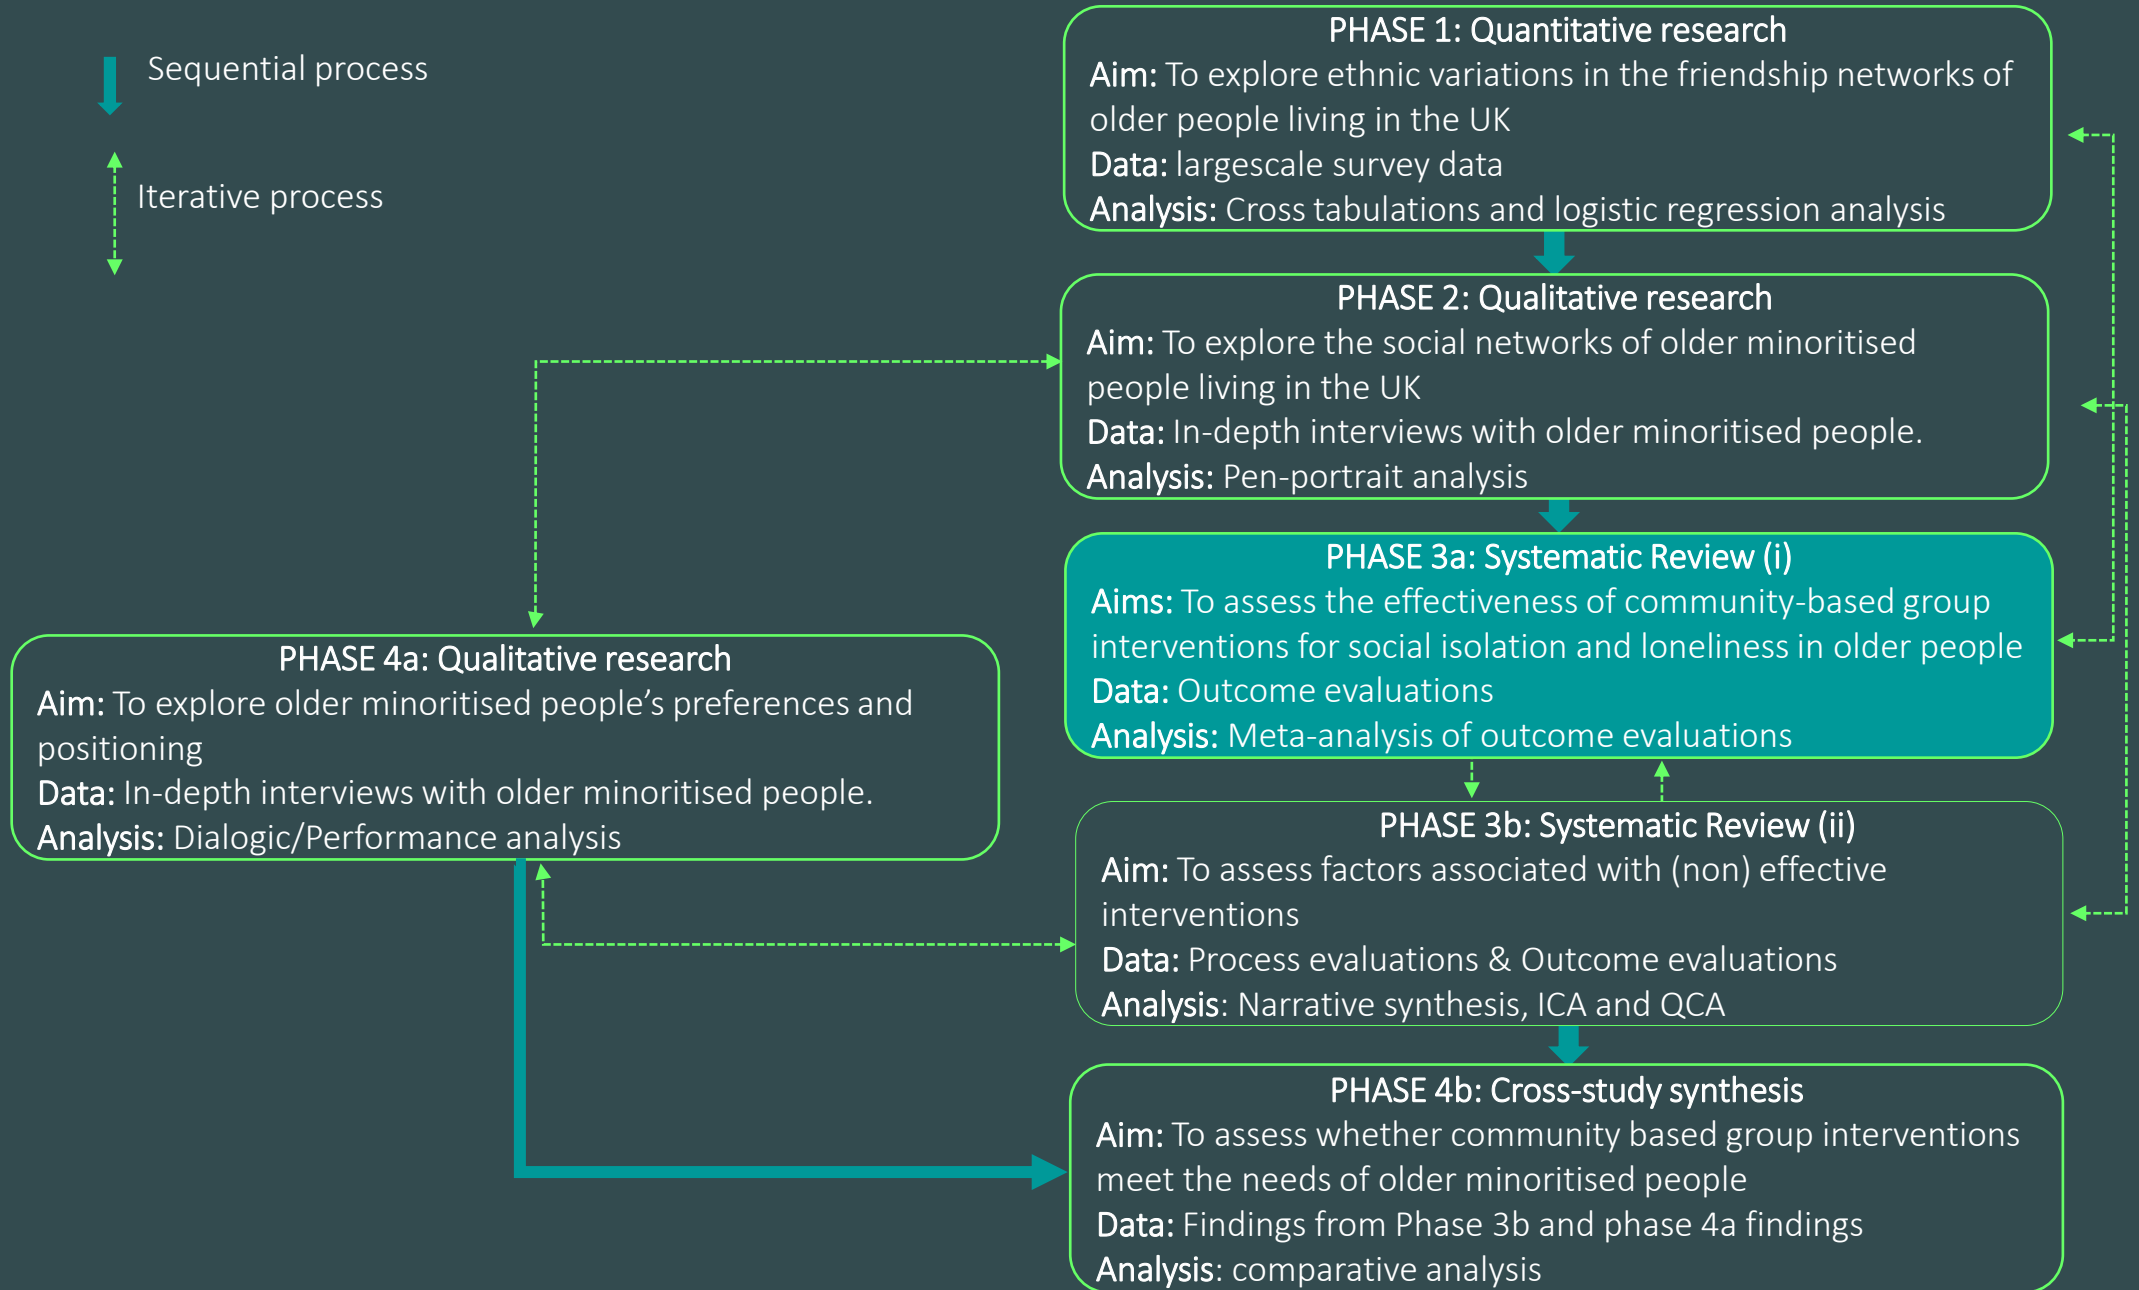 Sequential process
Iterative process
PHASE 1: Quantitative research
Aim: To explore ethnic variations in the friendship networks of
older people living in the UK
Data: largescale survey data
Analysis: Cross tabulations and logistic regression analysis
PHASE 2: Qualitative research
Aim: To explore the social networks of older minoritised
people living in the UK
Data: In-depth interviews with older minoritised people.
Analysis: Pen-portrait analysis
PHASE 3a: Systematic Review (i)
Aims: To assess the effectiveness of community-based group
interventions for social isolation and loneliness in older people
Data: Outcome evaluations
Analysis: Meta-analysis of outcome evaluations
PHASE 4a: Qualitative research
Aim: To explore older minoritised people’s preferences and
positioning
Data: In-depth interviews with older minoritised people.
Analysis: Dialogic/Performance analysis
PHASE 3b: Systematic Review (ii)
Aim: To assess factors associated with (non) effective
interventions
Data: Process evaluations & Outcome evaluations
Analysis: Narrative synthesis, ICA and QCA
PHASE 4b: Cross-study synthesis
Aim: To assess whether community based group interventions
meet the needs of older minoritised people
Data: Findings from Phase 3b and phase 4a findings
Analysis: comparative analysis